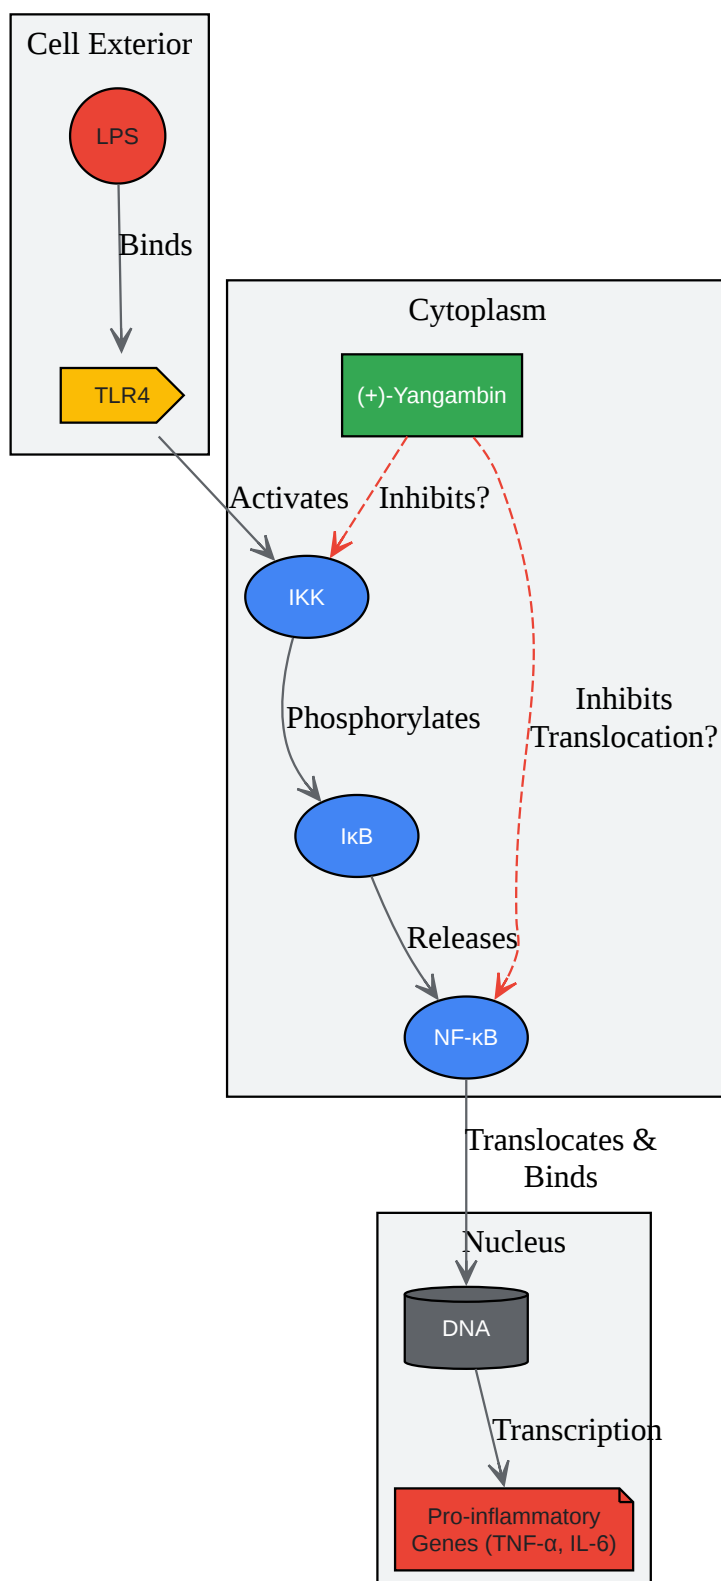 Cell Exterior
LPS
Binds
TLR4
Cytoplasm
(+)-Yangambin
Activates
Inhibits?
IKK
Phosphorylates
Inhibits
Translocation?
IκB
Releases
NF-κB
Translocates &
Binds
Nucleus
DNA
Transcription
Pro-inflammatory
Genes (TNF-α, IL-6)